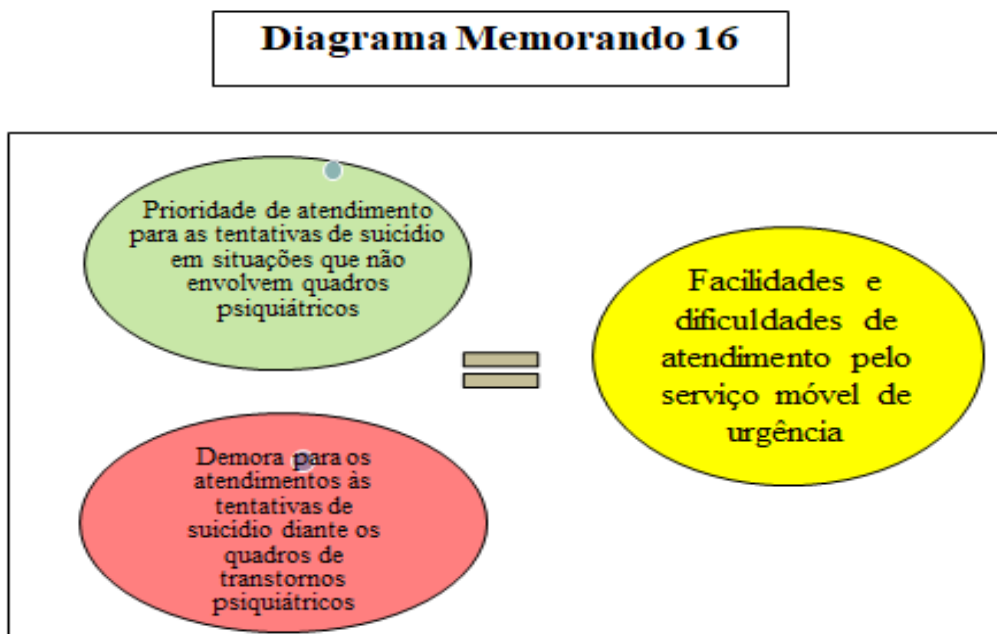 Diagrama Memorando 16
Prioridade de atendimento
para as tentativas de suicídio
em situações que não
envolvem quadros
psiquiátricos
Facilidades e
dificuldades de
atendimento pelo
serviço móvel de
urgência
Demora para os
atendimentos às
tentativas de
suicídio diante os
quadros de
transtornos
psiquiátricos